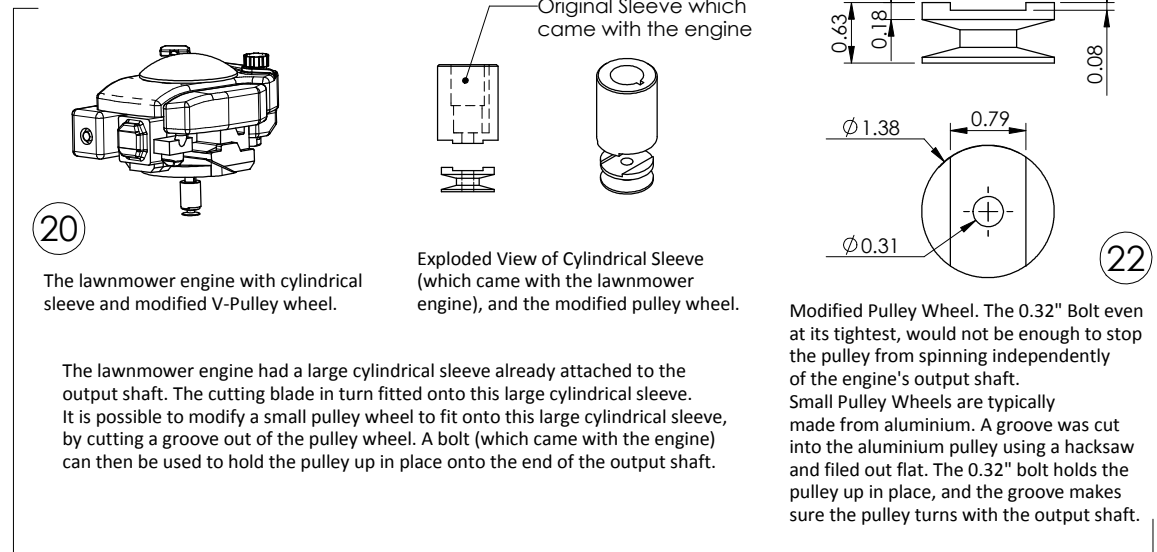 Original Sleeve which
came with the engine
20
The lawnmower engine with cylindrical
sleeve and modified V-Pulley wheel.
Exploded View of Cylindrical Sleeve
(which came with the lawnmower
engine), and the modified pulley wheel.
The lawnmower engine had a large cylindrical sleeve already attached to the
output shaft. The cutting blade in turn fitted onto this large cylindrical sleeve.
It is possible to modify a small pulley wheel to fit onto this large cylindrical sleeve,
by cutting a groove out of the pulley wheel. A bolt (which came with the engine)
can then be used to hold the pulley up in place onto the end of the output shaft.
0.63
0.18
0.08
∅1.38
0.79
∅0.31
22
Modified Pulley Wheel. The 0.32" Bolt even
at its tightest, would not be enough to stop
the pulley from spinning independently
of the engine's output shaft.
Small Pulley Wheels are typically
made from aluminium. A groove was cut
into the aluminium pulley using a hacksaw
and filed out flat. The 0.32" bolt holds the
pulley up in place, and the groove makes
sure the pulley turns with the output shaft.